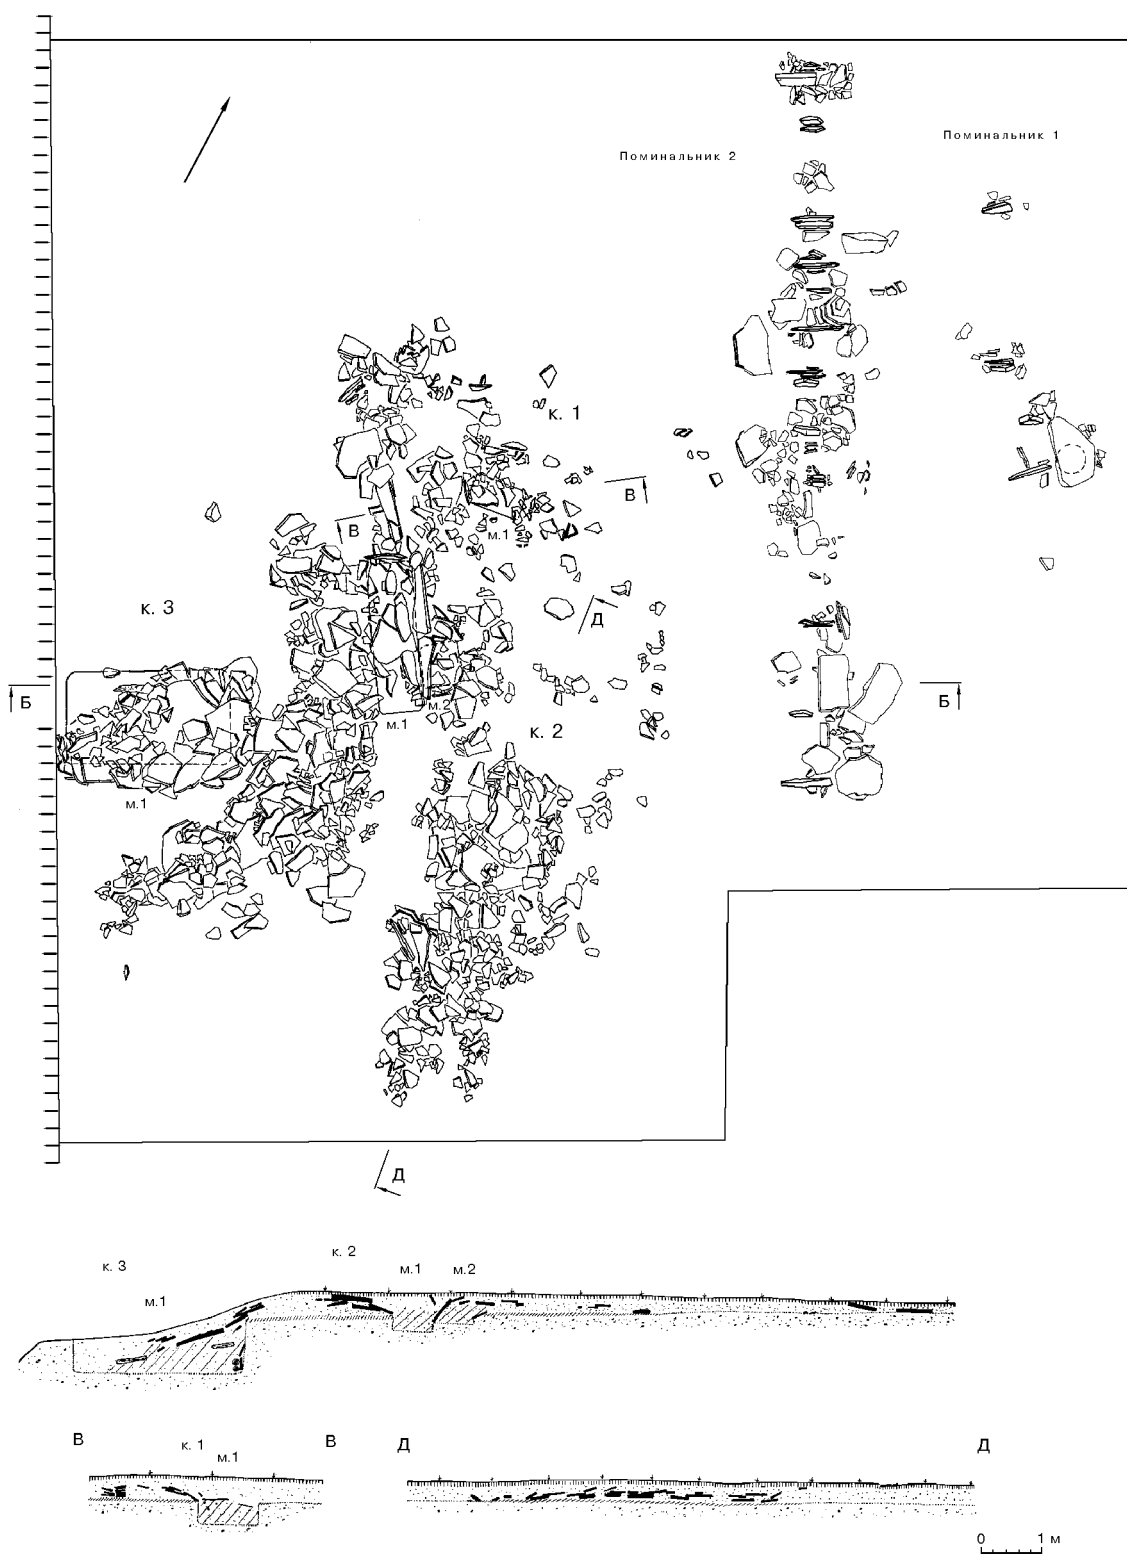 Поминальник 1
Поминальник 2
к. 1
В
В
м.1
к. 3
Д
Б
Б
м.2
м.1
к. 2
м.1
Д
к. 2
к. 3
м.1
м.2
м.1
В
к. 1
В
Д
Д
м.1
0 1 м